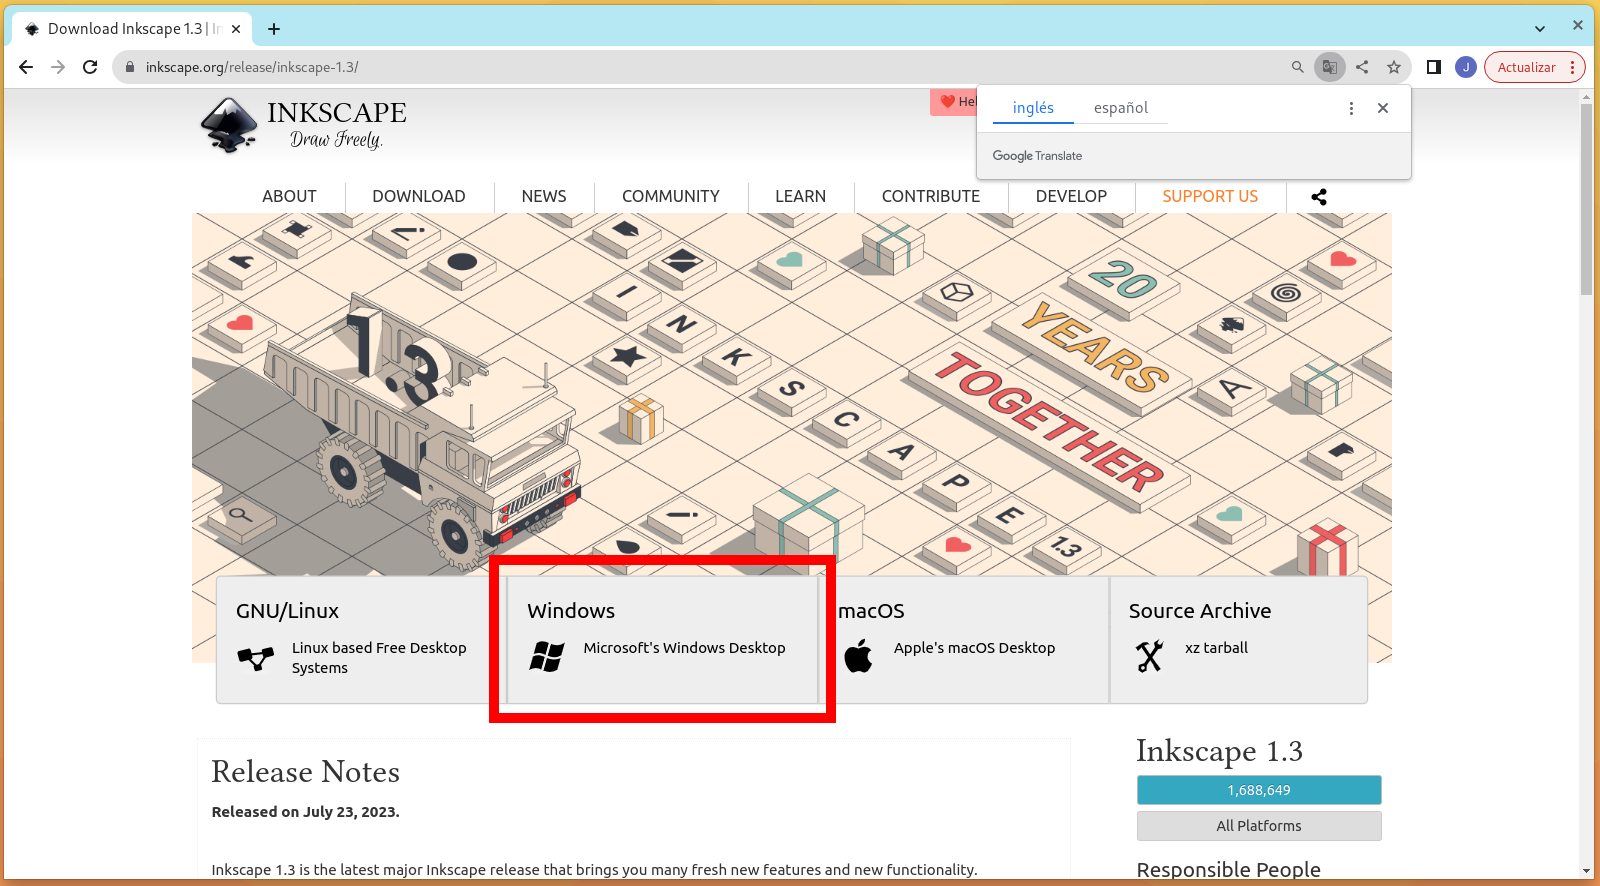 Download Inkscape 1.3 | In
inkscape.org/release/inkscape-1.3/
J
Actualizar
INKSCAPE
Draw Freely.
Hel
inglés
español
Google Translate
ABOUT
DOWNLOAD
NEWS
COMMUNITY
LEARN
CONTRIBUTE
DEVELOP
SUPPORT US
1.3
I
N
K
S
C
A
P
E
1.3
20
YEARS
TOGETHER
A
GNU/Linux
Linux based Free Desktop
Systems
Windows
Microsoft's Windows Desktop
macOS
Apple's macOS Desktop
Source Archive
xz tarball
Release Notes
Released on July 23, 2023.
Inkscape 1.3 is the latest major Inkscape release that brings you many fresh new features and new functionality.
Inkscape 1.3
1,688,649
All Platforms
Responsible People